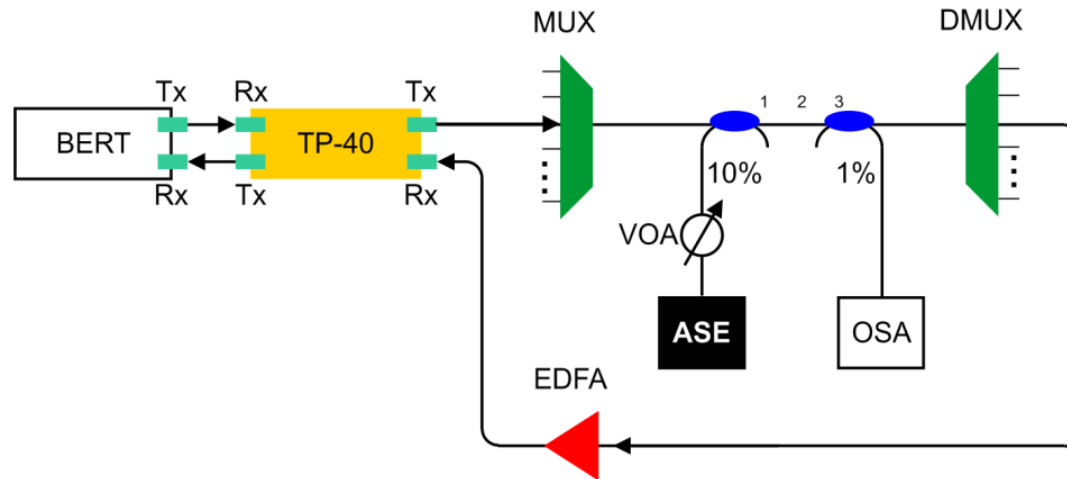 MUX
DMUX
Tx
Rx
Tx
1
2
3
BERT
TP-40
10%
1%
Rx
Tx
Rx
VOA
ASE
OSA
EDFA